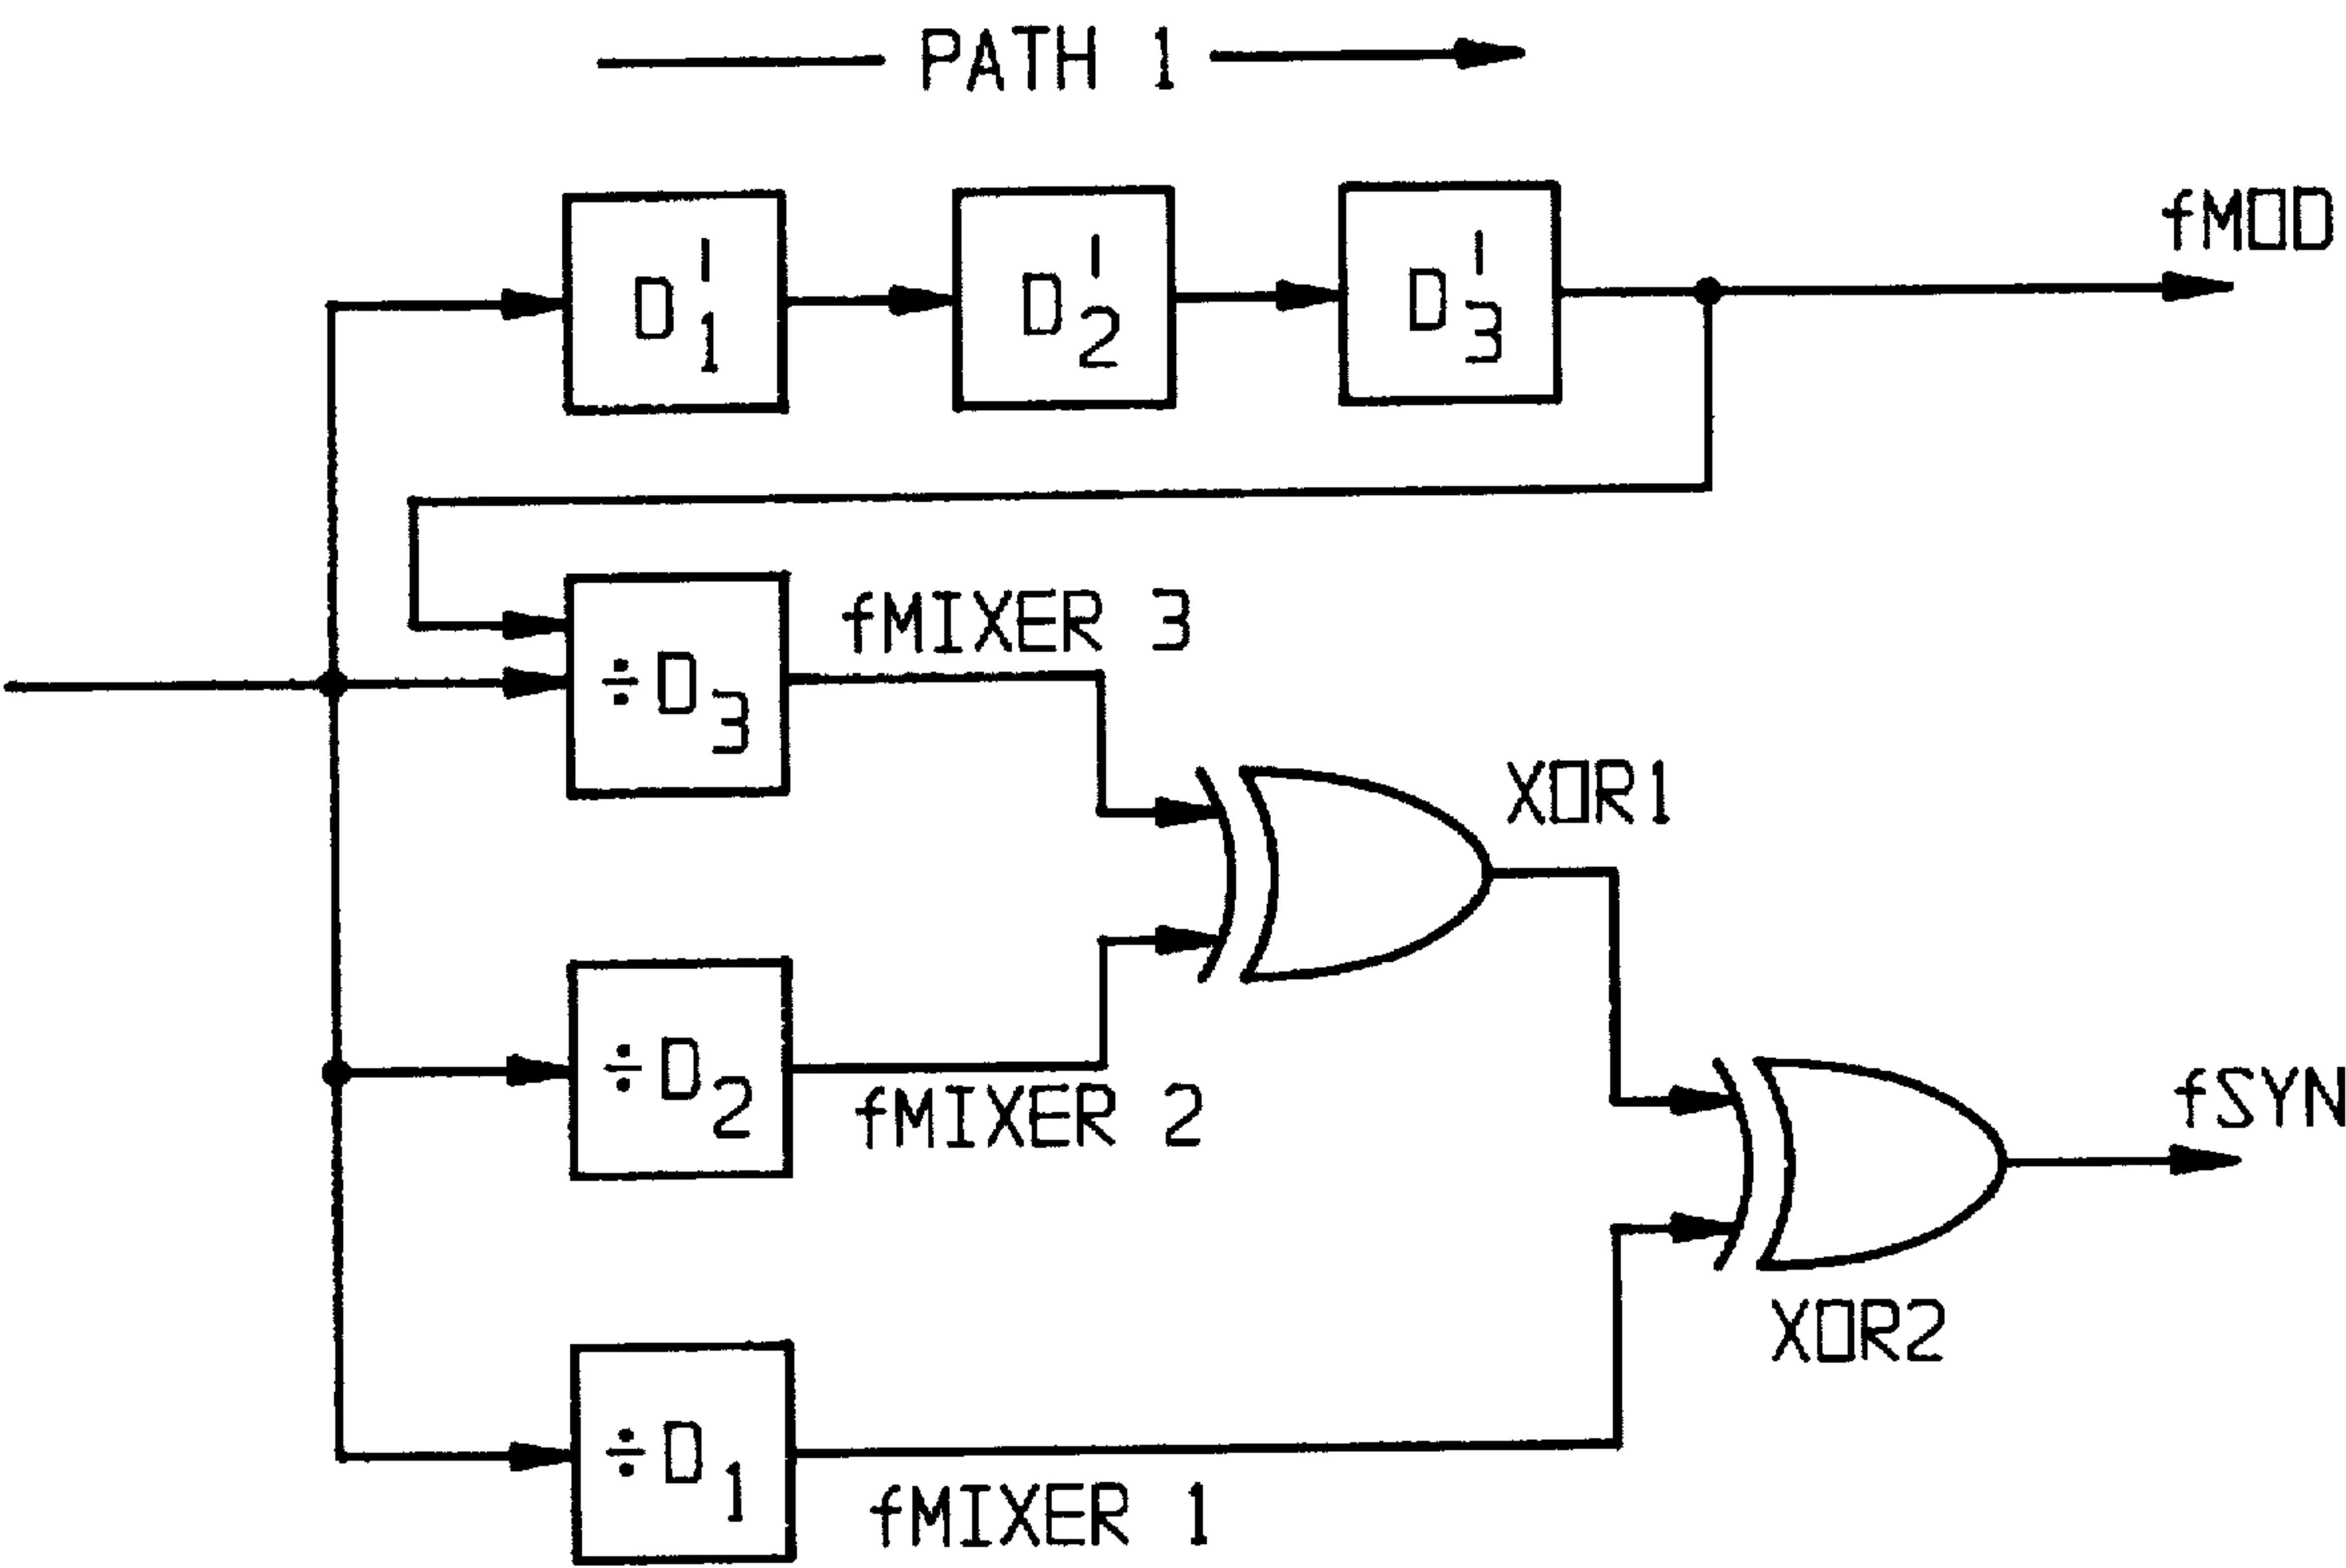 PATH 1
fMOD
D'1
D'2
D'3
fMIXER 3
÷D3
XOR1
÷D2
fMIXER 2
fSYN
XOR2
÷D1
fMIXER 1